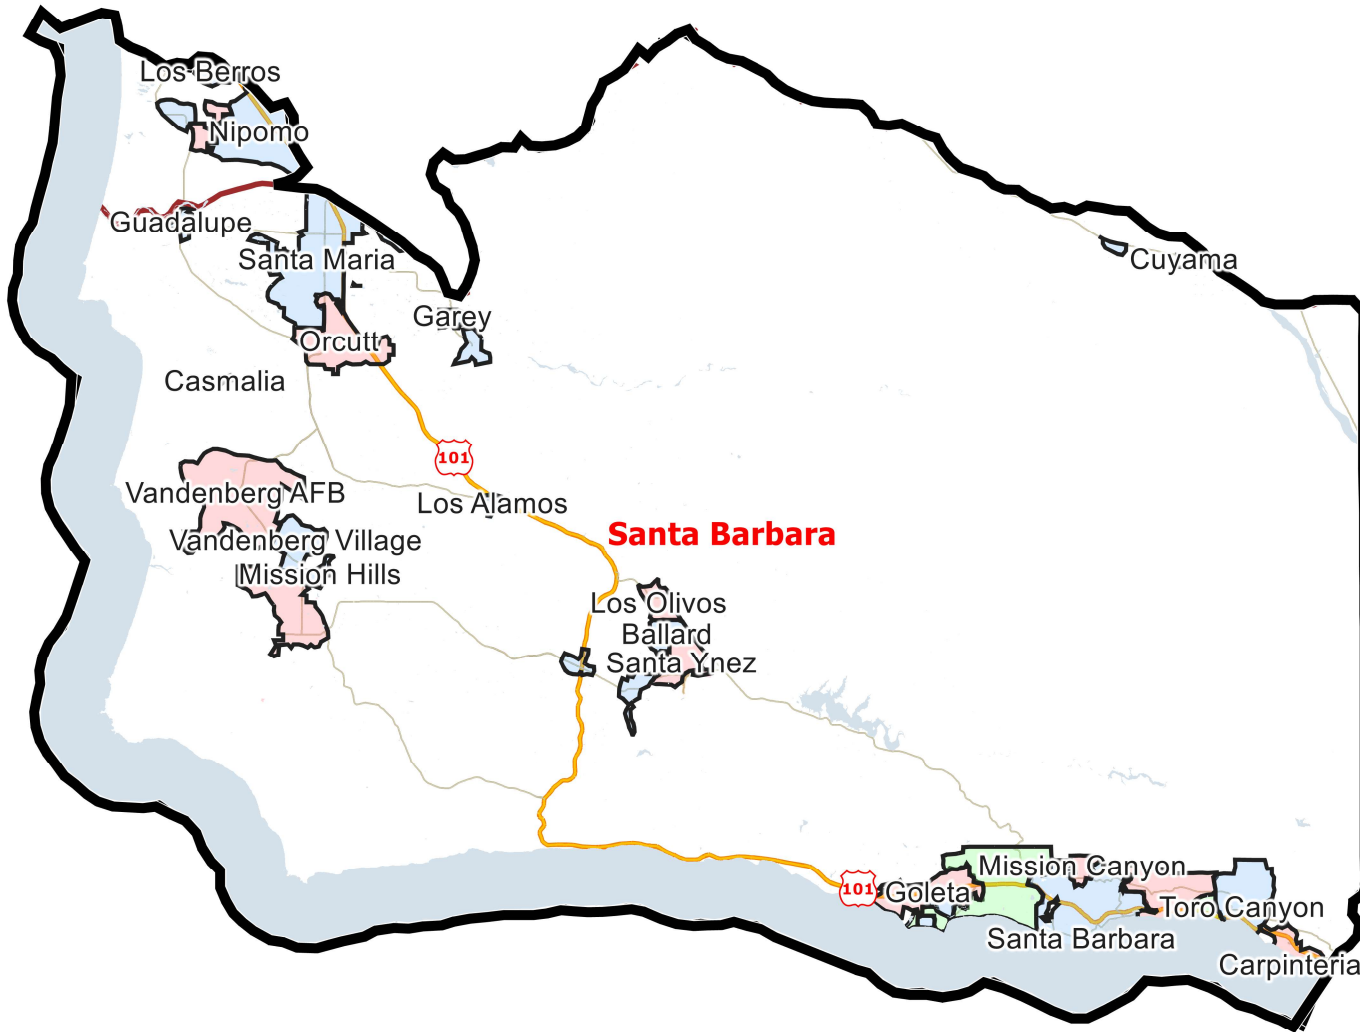 Los Berros
Nipomo
Guadalupe
Santa Maria
Cuyama
Garey
Orcutt
Casmalia
101
Vandenberg AFB
Los Alamos
Santa Barbara
Vandenberg Village
Mission Hills
Los Olivos
Ballard
Santa Ynez
Mission Canyon
101
Goleta
Toro Canyon
Santa Barbara
Carpinteria